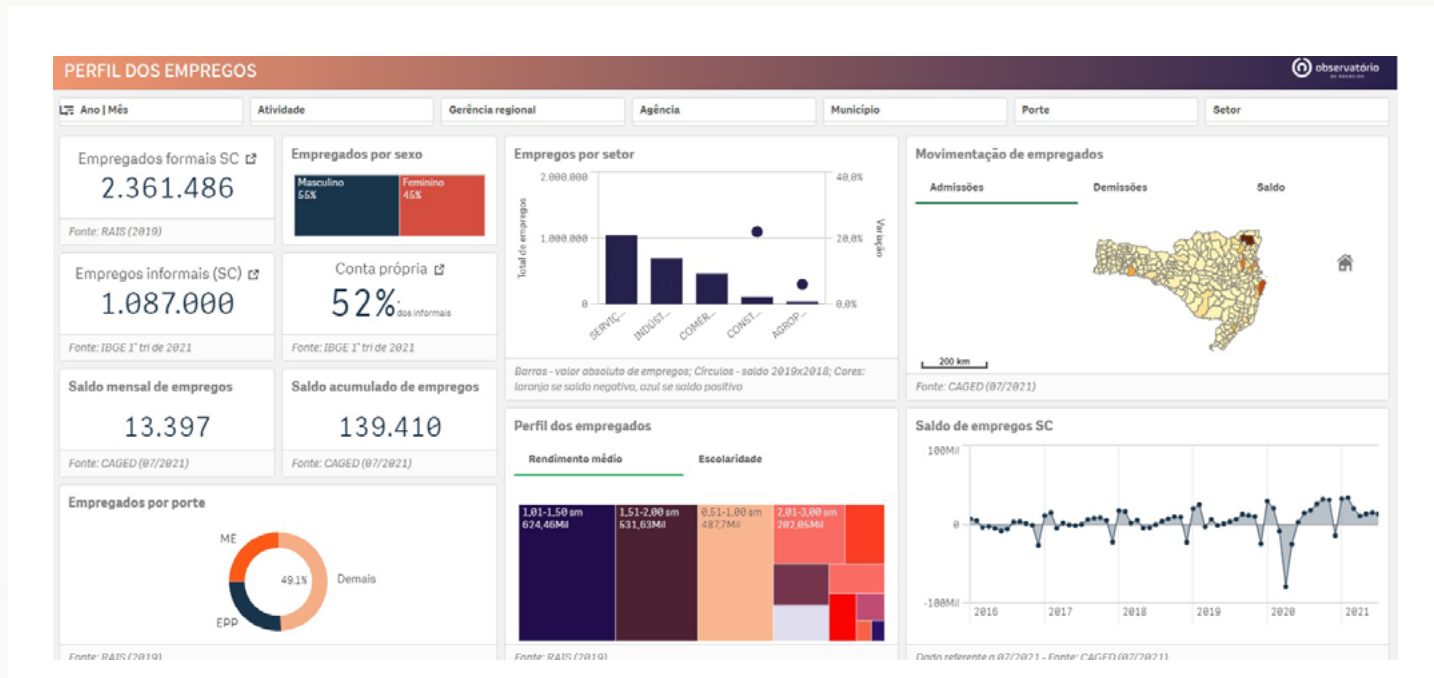 PERFIL DOS EMPREGOS
observatório
DE NEGÓCIOS
Ano | Mês
Atividade
Gerência regional
Agência
Município
Porte
Setor
Empregados formais SC
2.361.486
Fonte: RAIS (2019)
Empregados por sexo
Masculino
55%
Feminino
45%
Empregos informais (SC)
1.087.000
Fonte: IBGE 1° tri de 2021
Conta própria
52%
dos informais
Fonte: IBGE 1° tri de 2021
Saldo mensal de empregos
13.397
Fonte: CAGED (07/2021)
Saldo acumulado de empregos
139.410
Fonte: CAGED (07/2021)
Empregados por porte
ME
49.1%
Demais
EPP
Fonte: RAIS (2019)
Empregos por setor
2.000.000
1.000.000
0
Total de empregos
40,0%
20,0%
0,0%
Variação
SERVIÇ...
INDÚST...
COMÉR...
CONST...
AGROP...
Barras - valor absoluto de empregos; Círculos - saldo 2019x2018; Cores:
laranja se saldo negativo, azul se saldo positivo
Perfil dos empregados
Rendimento médio
Escolaridade
1,01-1,50 sm
624,46Mil
1,51-2,00 sm
531,63Mil
0,51-1,00 sm
487,7Mil
2,01-3,00 sm
202,05Mil
Fonte: RAIS (2019)
Movimentação de empregados
Admissões
Demissões
Saldo
200 km
Fonte: CAGED (07/2021)
Saldo de empregos SC
100Mil
0
-100Mil
2016
2017
2018
2019
2020
2021
Dado referente a 07/2021 - Fonte: CAGED (07/2021)